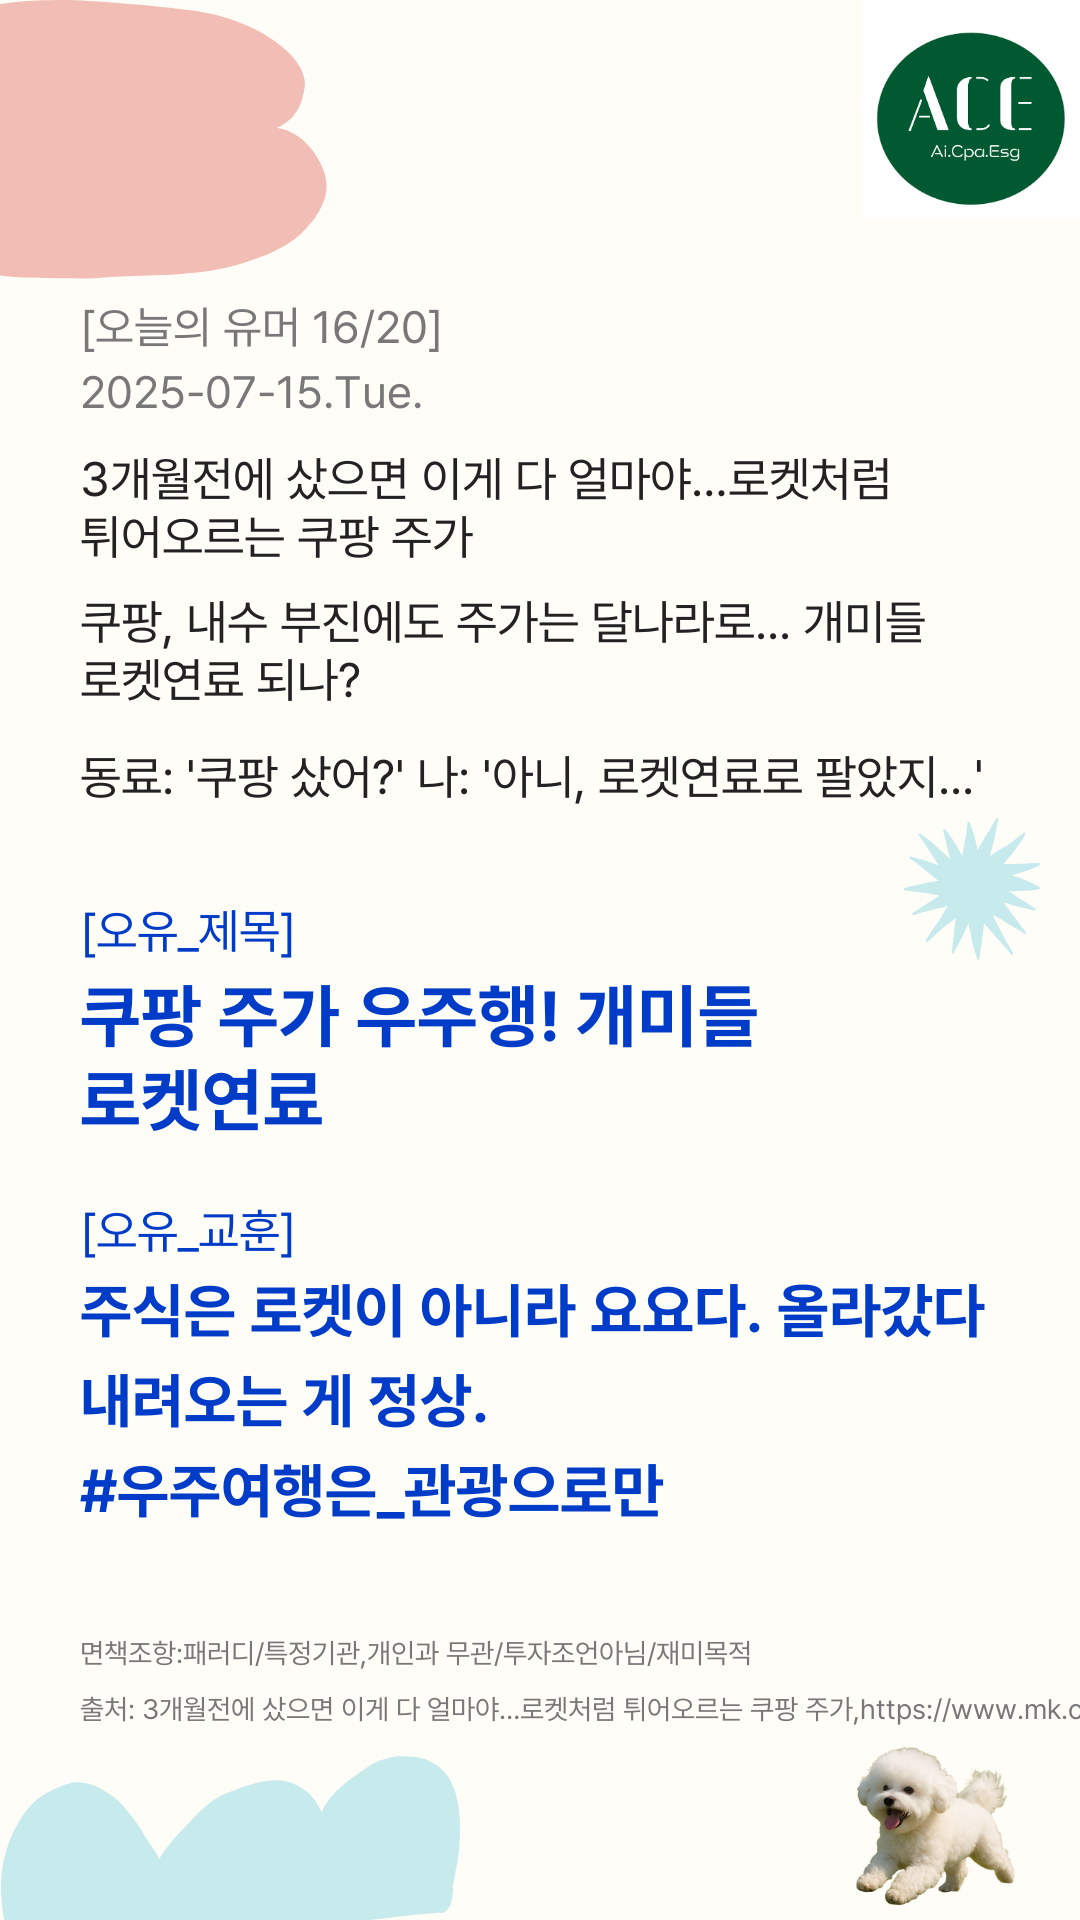 ACE
Ai.Cpa.Esg
[오늘의 유머 16/20]
2025-07-15.Tue.
3개월전에 샀으면 이게 다 얼마야...로켓처럼
튀어오르는 쿠팡 주가
쿠팡, 내수 부진에도 주가는 달나라로... 개미들
로켓연료 되나?
동료: '쿠팡 샀어?' 나: '아니, 로켓연료로 팔았지...'
[오유_제목]
쿠팡 주가 우주행! 개미들
로켓연료
[오유_교훈]
주식은 로켓이 아니라 요요다. 올라갔다
내려오는 게 정상.
#우주여행은_관광으로만
면책조항:패러디/특정기관,개인과 무관/투자조언아님/재미목적
출처: 3개월전에 샀으면 이게 다 얼마야...로켓처럼 튀어오르는 쿠팡 주가,https://www.mk.c